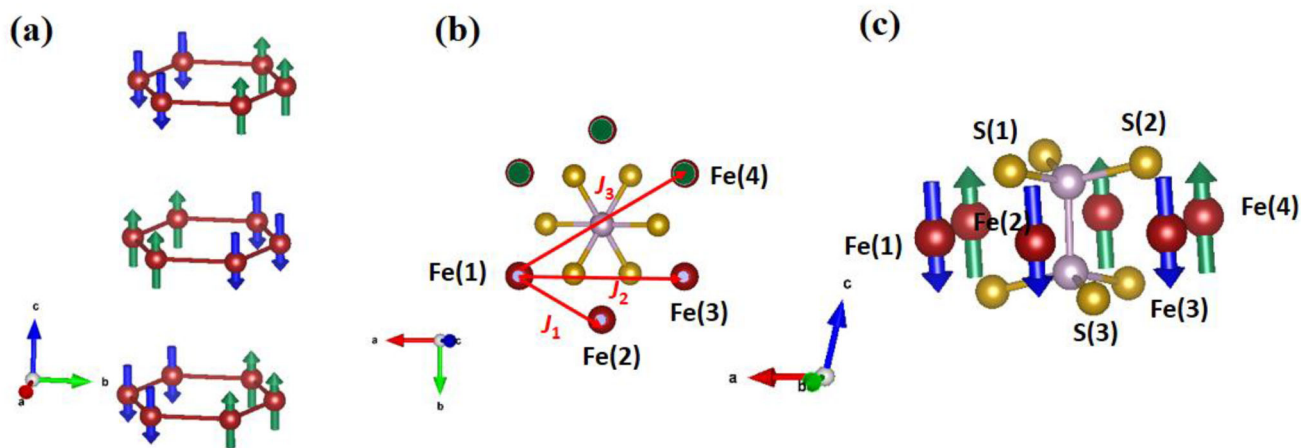 (a)
c
b
a
(b)
Fe(4)
J3
Fe(1)
J2
Fe(3)
J1
Fe(2)
a
c
b
(c)
S(1)
S(2)
Fe(2)
Fe(4)
Fe(1)
Fe(3)
S(3)
c
a
b